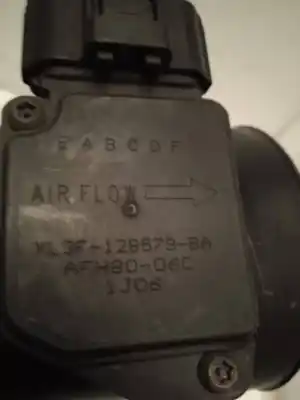 F A B C D F
AIR FLOW
XL3F-12B579-BA
AFH80-06C
1J06